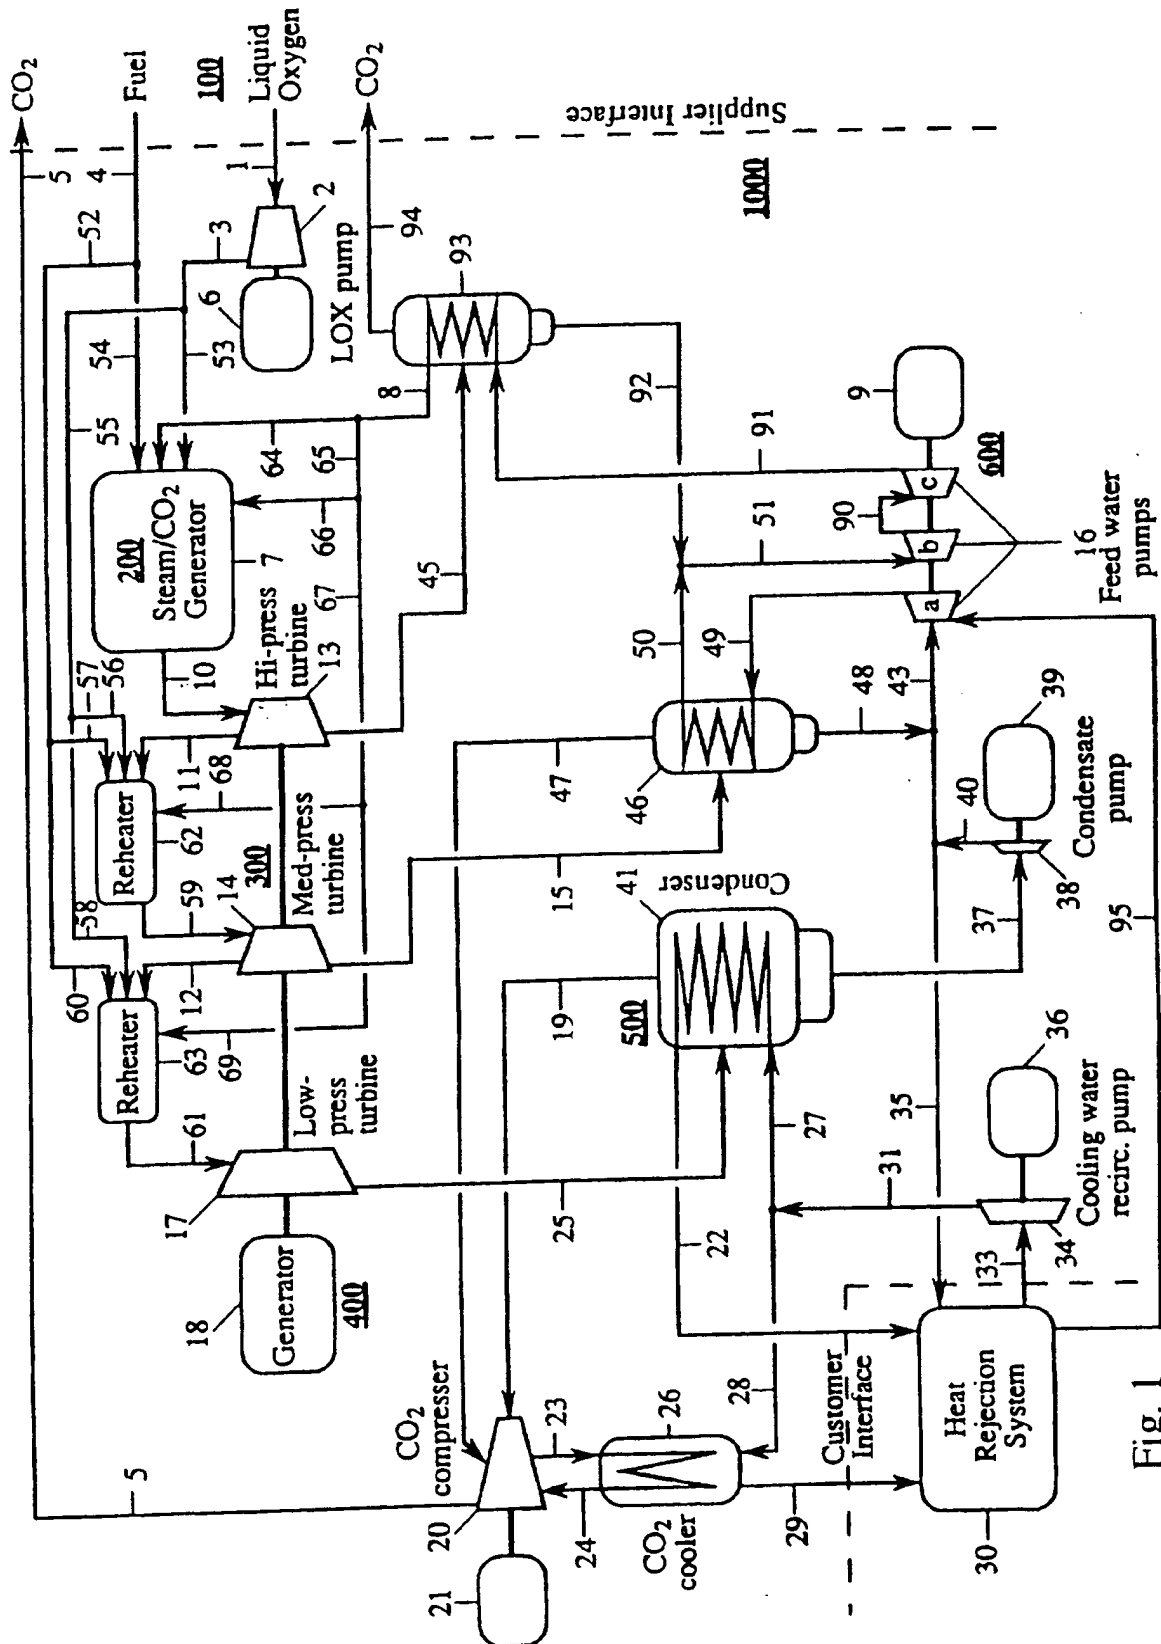 CO₂
5
60
58
57
56
52
4
5
Fuel
55
54
3
53
100
Liquid
Oxygen
1
2
6
LOX pump
CO₂
94
93
8
Reheater
63
61
12
69
Reheater
62
59
11
68
10
200
Steam/CO₂
Generator
7
64
65
66
67
18
Generator
400
17
Low-
press turbine
14
300
Med-press
turbine
Hi-press
turbine
13
45
5
CO₂
compresser
20
21
23
24
26
CO₂
cooler
25
19
15
47
46
50
49
92
91
51
90
9
600
41
Condenser
500
22
27
28
29
31
35
48
43
a
b
c
16
Feed water
pumps
Customer
Interface
Heat
Rejection
System
30
33
34
36
Cooling water
recirc. pump
37
38
40
39
Condensate
pump
95
Supplier Interface
1000
Fig. 1